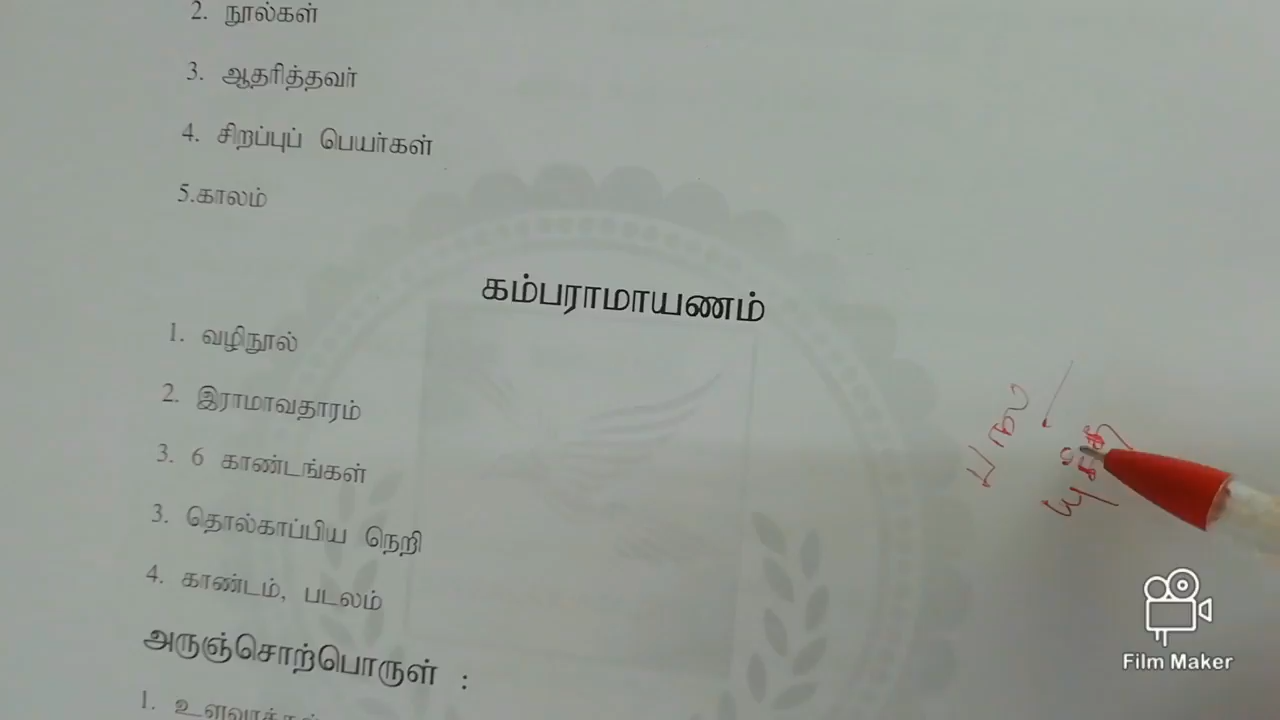 2. நூல்கள்
3. ஆதரித்தவர்
4. சிறப்புப் பெயர்கள்
5.காலம்
கம்பராமாயணம்
1. வழிநூல்
2. இராமாவதாரம்
3. 6 காண்டங்கள்
3. தொல்காப்பிய நெறி
4. காண்டம், படலம்
அருஞ்சொற்பொருள் :
1.
பால
Film Maker